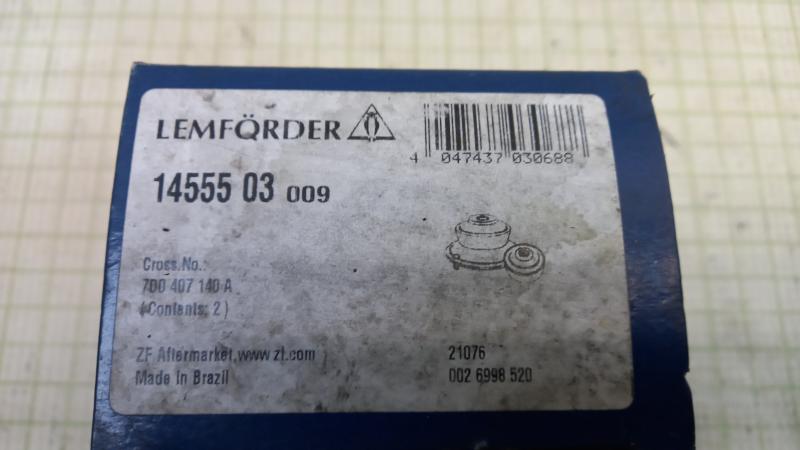 LEMFÖRDER
4 047437 030688
14555 03 009
Cross.No.:
7D0 407 140 A
(Contents: 2)
ZF Aftermarket,www.zf.com
Made in Brazil
21076
002 6998 520